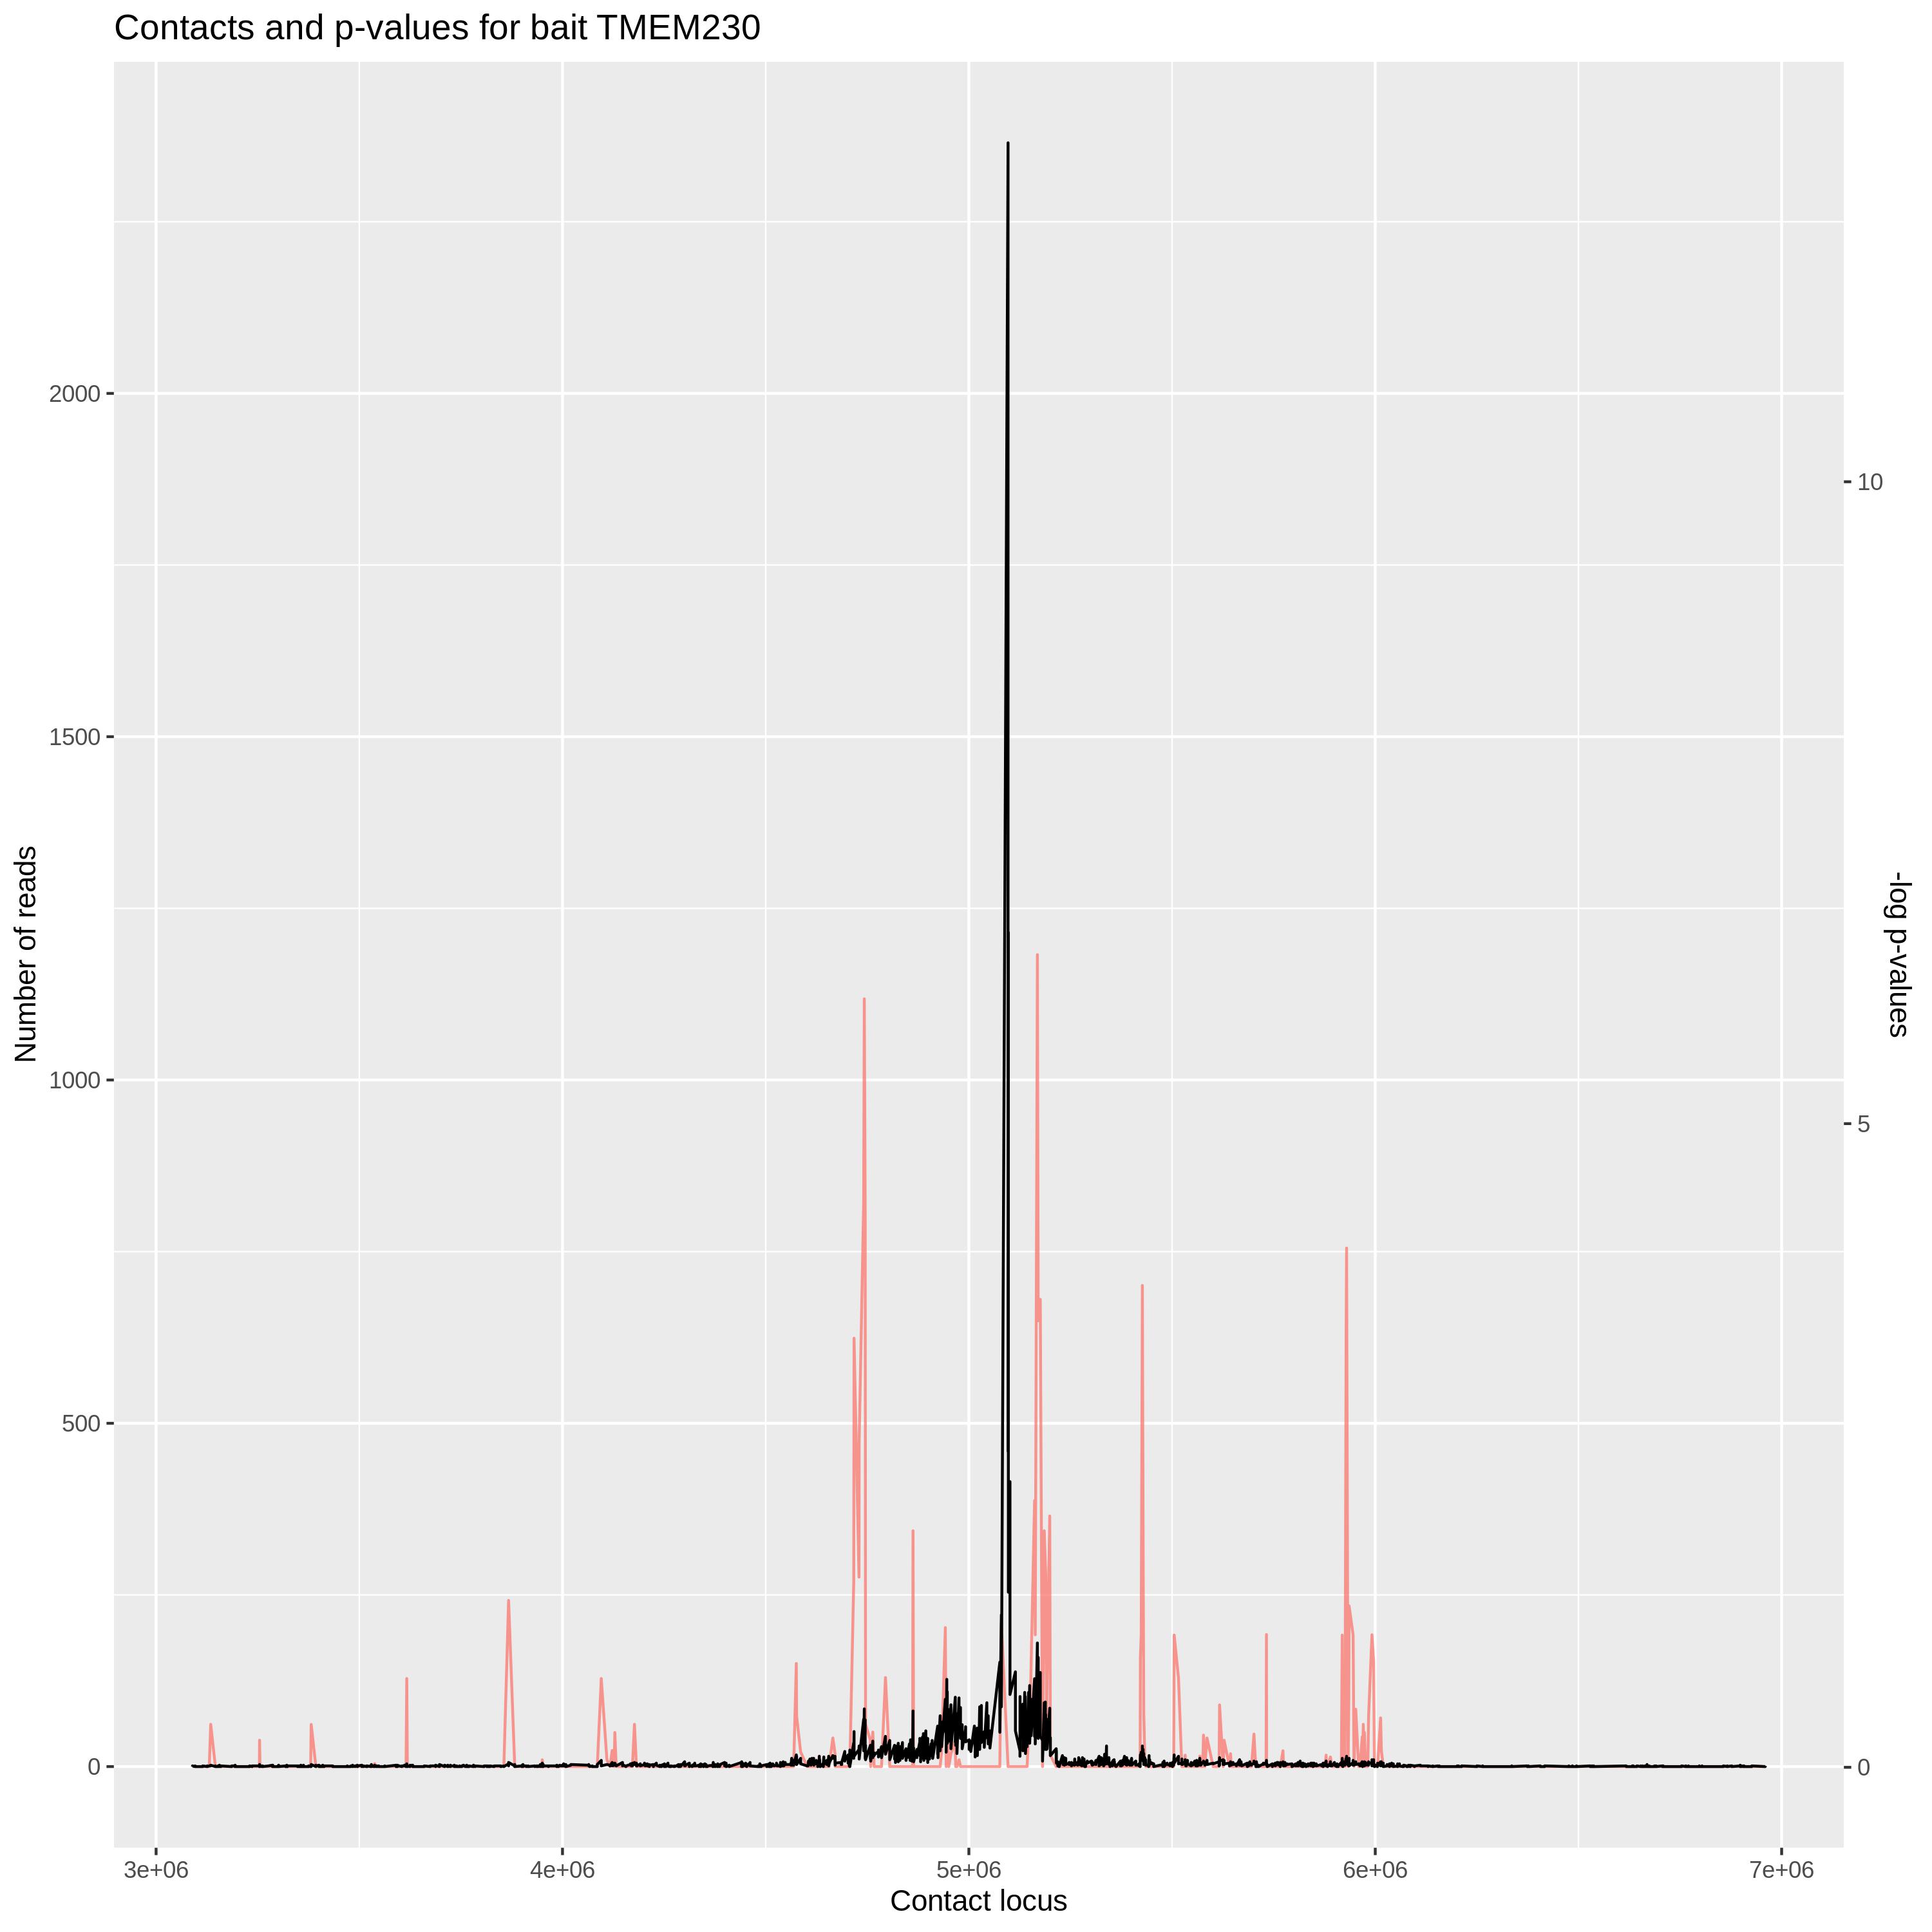 Contacts and p-values for bait TMEM230
Number of reads
2000
1500
1000
500
0
10
5
0
-log p-values
3e+06 4e+06 5e+06 6e+06 7e+06
Contact locus